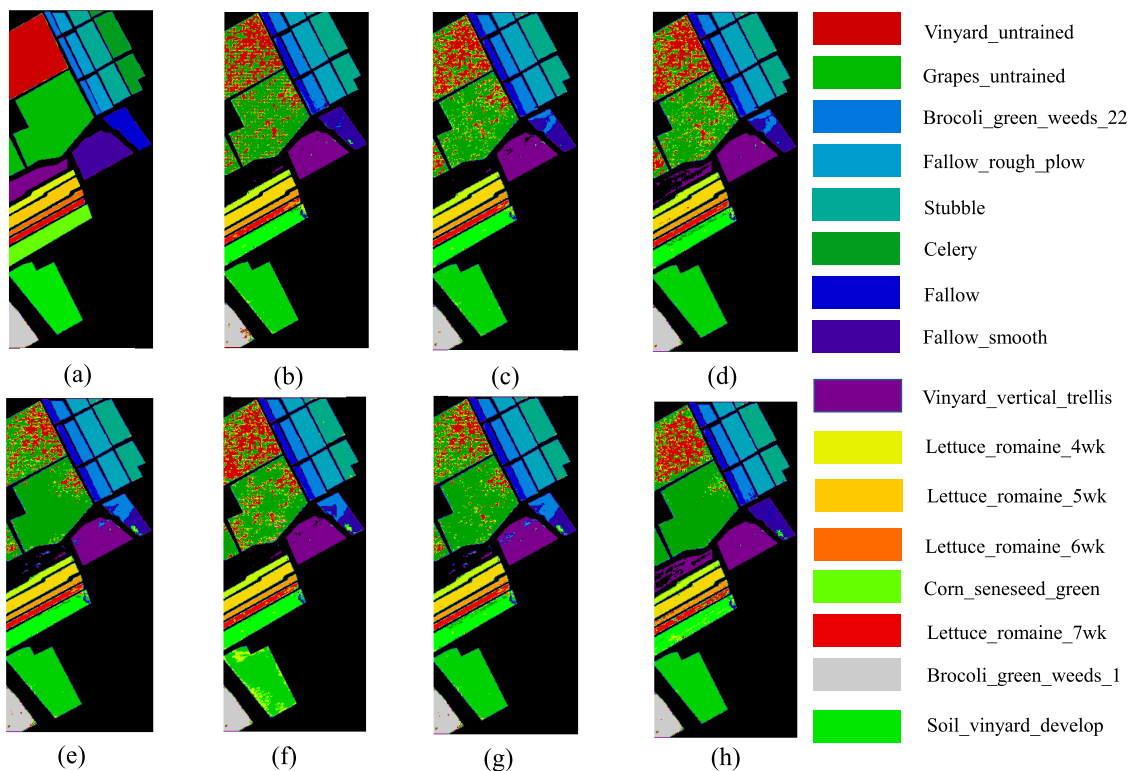 (a)
(b)
(c)
(d)
(e)
(f)
(g)
(h)
Vinyard_untrained
Grapes_untrained
Brocoli_green_weeds_22
Fallow_rough_plow
Stubble
Celery
Fallow
Fallow_smooth
Vinyard_vertical_trellis
Lettuce_romaine_4wk
Lettuce_romaine_5wk
Lettuce_romaine_6wk
Corn_seneseed_green
Lettuce_romaine_7wk
Brocoli_green_weeds_1
Soil_vinyard_develop